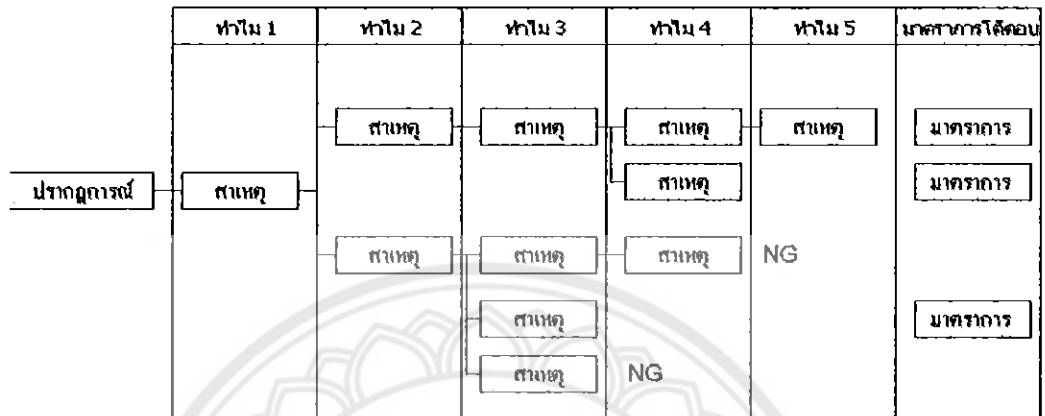 ทำไม 1 ทำไม 2 ทำไม 3 ทำไม 4 ทำไม 5 มาตราการโต้ตอบ
สาเหตุ สาเหตุ สาเหตุ สาเหตุ มาตราการ
สาเหตุ มาตราการ
ปรากฎการณ์ สาเหตุ
สาเหตุ สาเหตุ สาเหตุ NG
สาเหตุ มาตราการ
สาเหตุ NG